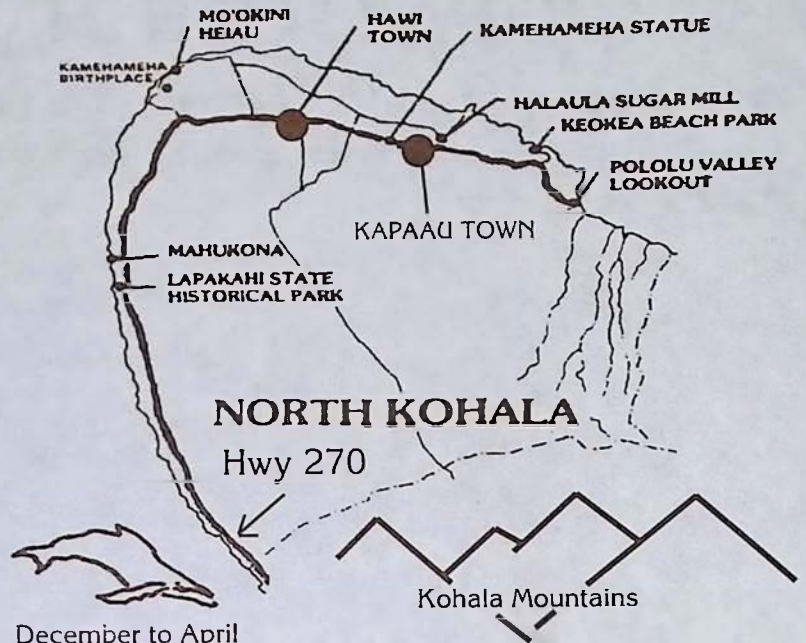 MO'OKINI
HEIAU
HAWI
TOWN
KAMEHAMEHA STATUE
KAMEHAMEHA
BIRTHPLACE
HALAULA SUGAR MILL
KEOKEA BEACH PARK
POLOLU VALLEY
LOOKOUT
KAPAAU TOWN
MAHUKONA
LAPAKAHI STATE
HISTORICAL PARK
NORTH KOHALA
Hwy 270
Kohala Mountains
December to April